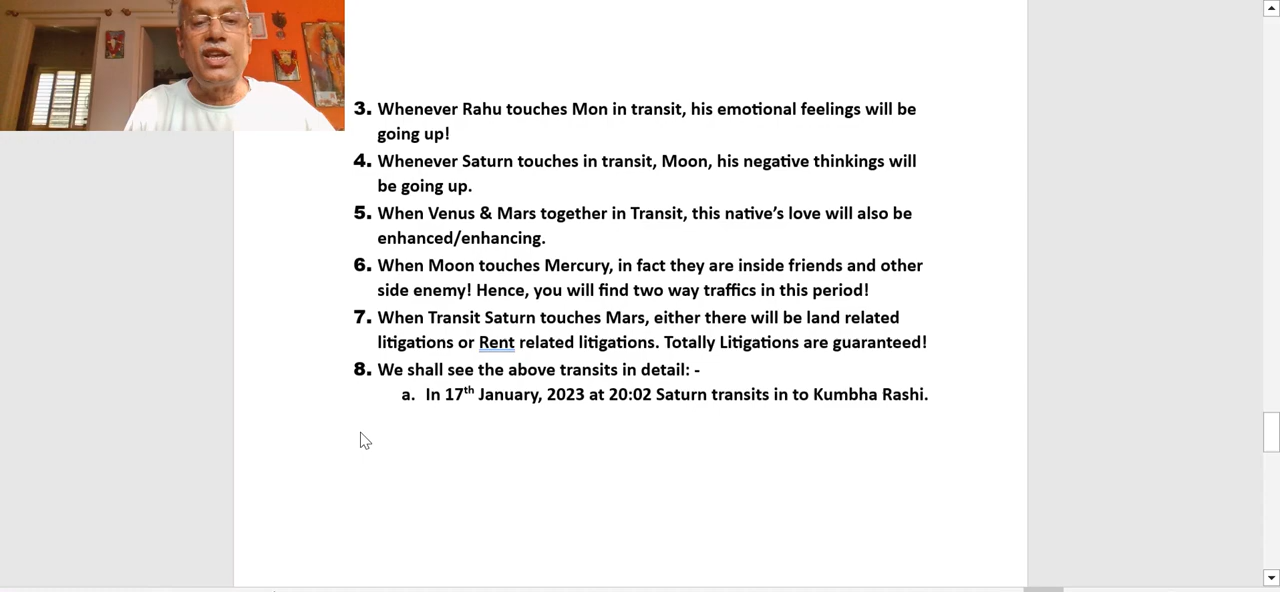 3. Whenever Rahu touches Mon in transit, his emotional feelings will be
going up!
4. Whenever Saturn touches in transit, Moon, his negative thinkings will
be going up.
5. When Venus & Mars together in Transit, this native’s love will also be
enhanced/enhancing.
6. When Moon touches Mercury, in fact they are inside friends and other
side enemy! Hence, you will find two way traffics in this period!
7. When Transit Saturn touches Mars, either there will be land related
litigations or Rent related litigations. Totally Litigations are guaranteed!
8. We shall see the above transits in detail: -
a. In 17th January, 2023 at 20:02 Saturn transits in to Kumbha Rashi.